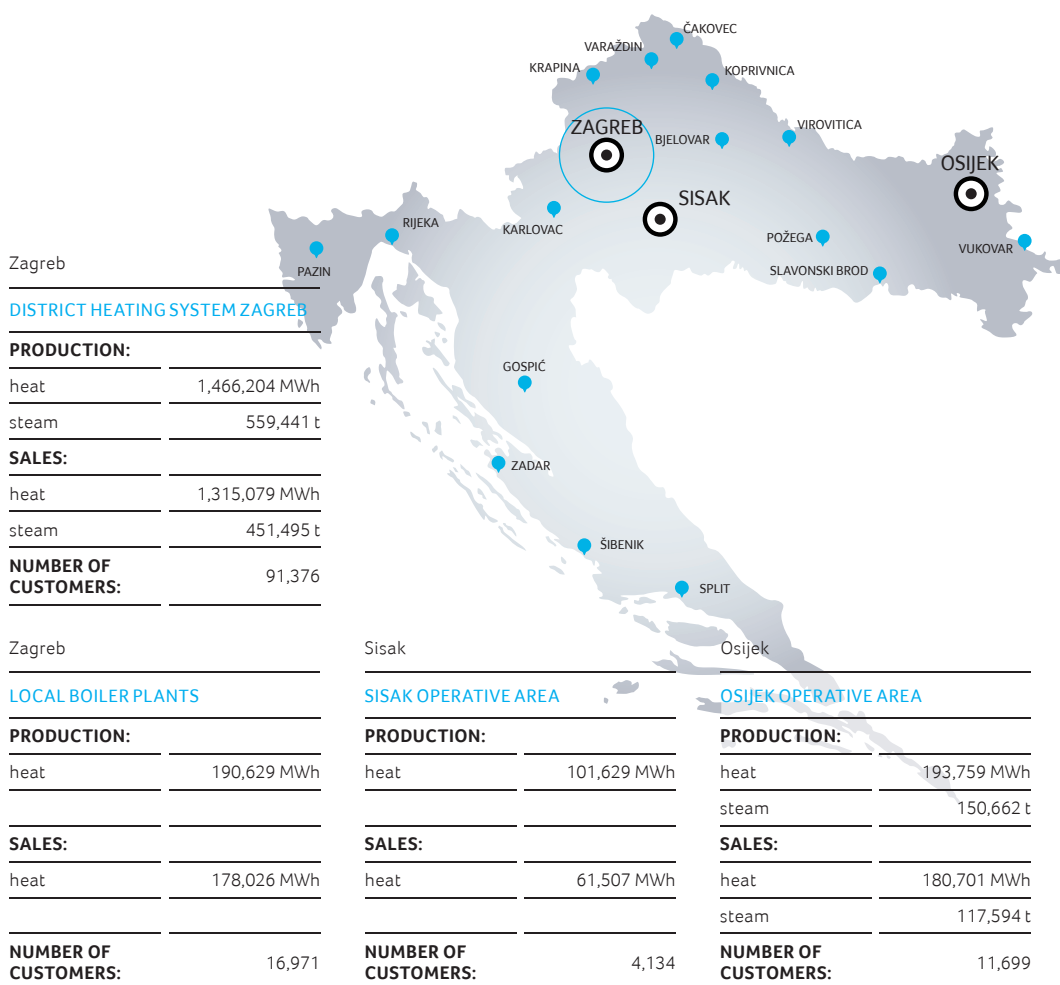 ČAKOVEC
VARAŽDIN
KRAPINA
KOPRIVNICA
ZAGREB
BJELOVAR
VIROVITICA
OSIJEK
SISAK
KARLOVAC
RIJEKA
PAZIN
POŽEGA
VUKOVAR
SLAVONSKI BROD
GOSPIĆ
ZADAR
ŠIBENIK
SPLIT
Zagreb
DISTRICT HEATING SYSTEM ZAGREB
PRODUCTION:
heat 1,466,204 MWh
steam 559,441 t
SALES:
heat 1,315,079 MWh
steam 451,495 t
NUMBER OF
CUSTOMERS: 91,376
Zagreb
LOCAL BOILER PLANTS
PRODUCTION:
heat 190,629 MWh
SALES:
heat 178,026 MWh
NUMBER OF
CUSTOMERS: 16,971
Sisak
SISAK OPERATIVE AREA
PRODUCTION:
heat 101,629 MWh
SALES:
heat 61,507 MWh
NUMBER OF
CUSTOMERS: 4,134
Osijek
OSIJEK OPERATIVE AREA
PRODUCTION:
heat 193,759 MWh
steam 150,662 t
SALES:
heat 180,701 MWh
steam 117,594 t
NUMBER OF
CUSTOMERS: 11,699